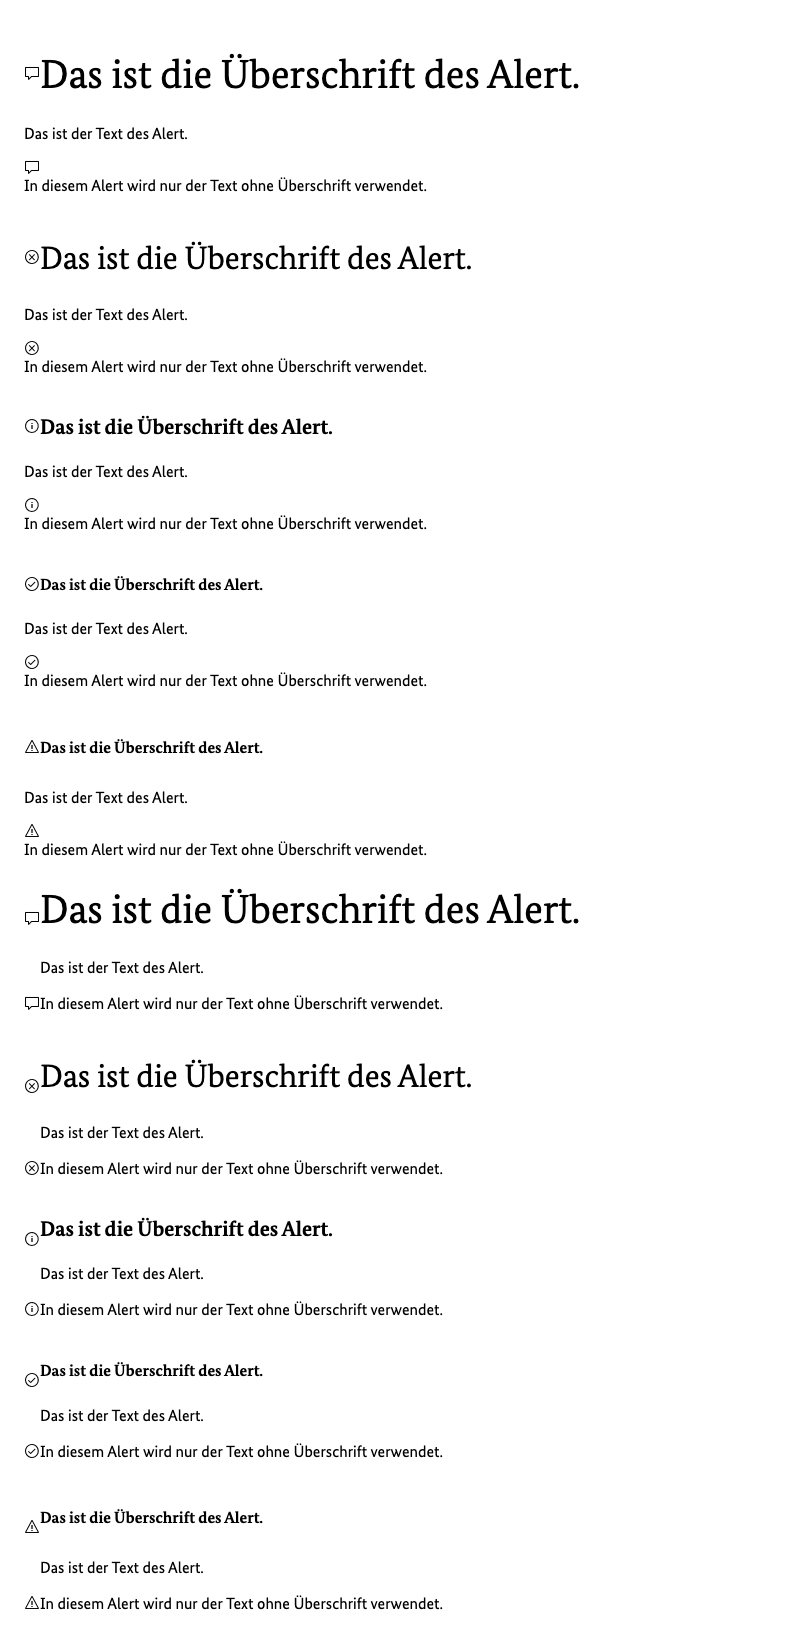 Das ist die Überschrift des Alert.
Das ist der Text des Alert.
In diesem Alert wird nur der Text ohne Überschrift verwendet.
Das ist die Überschrift des Alert.
Das ist der Text des Alert.
In diesem Alert wird nur der Text ohne Überschrift verwendet.
Das ist die Überschrift des Alert.
Das ist der Text des Alert.
In diesem Alert wird nur der Text ohne Überschrift verwendet.
Das ist die Überschrift des Alert.
Das ist der Text des Alert.
In diesem Alert wird nur der Text ohne Überschrift verwendet.
Das ist die Überschrift des Alert.
Das ist der Text des Alert.
In diesem Alert wird nur der Text ohne Überschrift verwendet.
Das ist die Überschrift des Alert.
Das ist der Text des Alert.
In diesem Alert wird nur der Text ohne Überschrift verwendet.
Das ist die Überschrift des Alert.
Das ist der Text des Alert.
In diesem Alert wird nur der Text ohne Überschrift verwendet.
Das ist die Überschrift des Alert.
Das ist der Text des Alert.
In diesem Alert wird nur der Text ohne Überschrift verwendet.
Das ist die Überschrift des Alert.
Das ist der Text des Alert.
In diesem Alert wird nur der Text ohne Überschrift verwendet.
Das ist die Überschrift des Alert.
Das ist der Text des Alert.
In diesem Alert wird nur der Text ohne Überschrift verwendet.